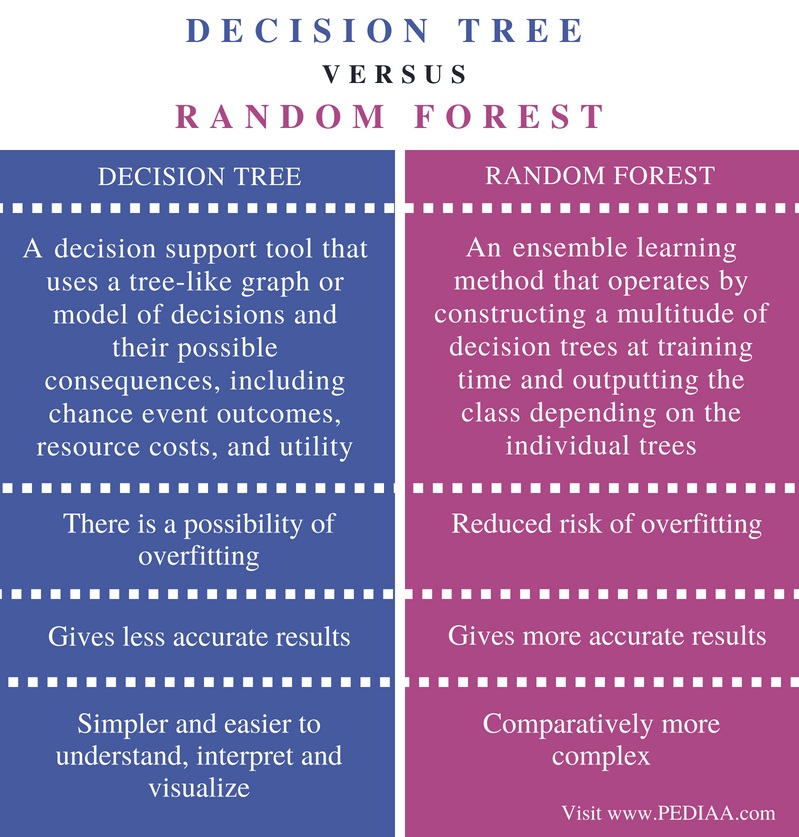 DECISION TREE
VERSUS
RANDOM FOREST
DECISION TREE
A decision support tool that
uses a tree-like graph or
model of decisions and
their possible
consequences, including
chance event outcomes,
resource costs, and utility
There is a possibility of
overfitting
Gives less accurate results
Simpler and easier to
understand, interpret and
visualize
RANDOM FOREST
An ensemble learning
method that operates by
constructing a multitude of
decision trees at training
time and outputting the
class depending on the
individual trees
Reduced risk of overfitting
Gives more accurate results
Comparatively more
complex
Visit www.PEDIAA.com